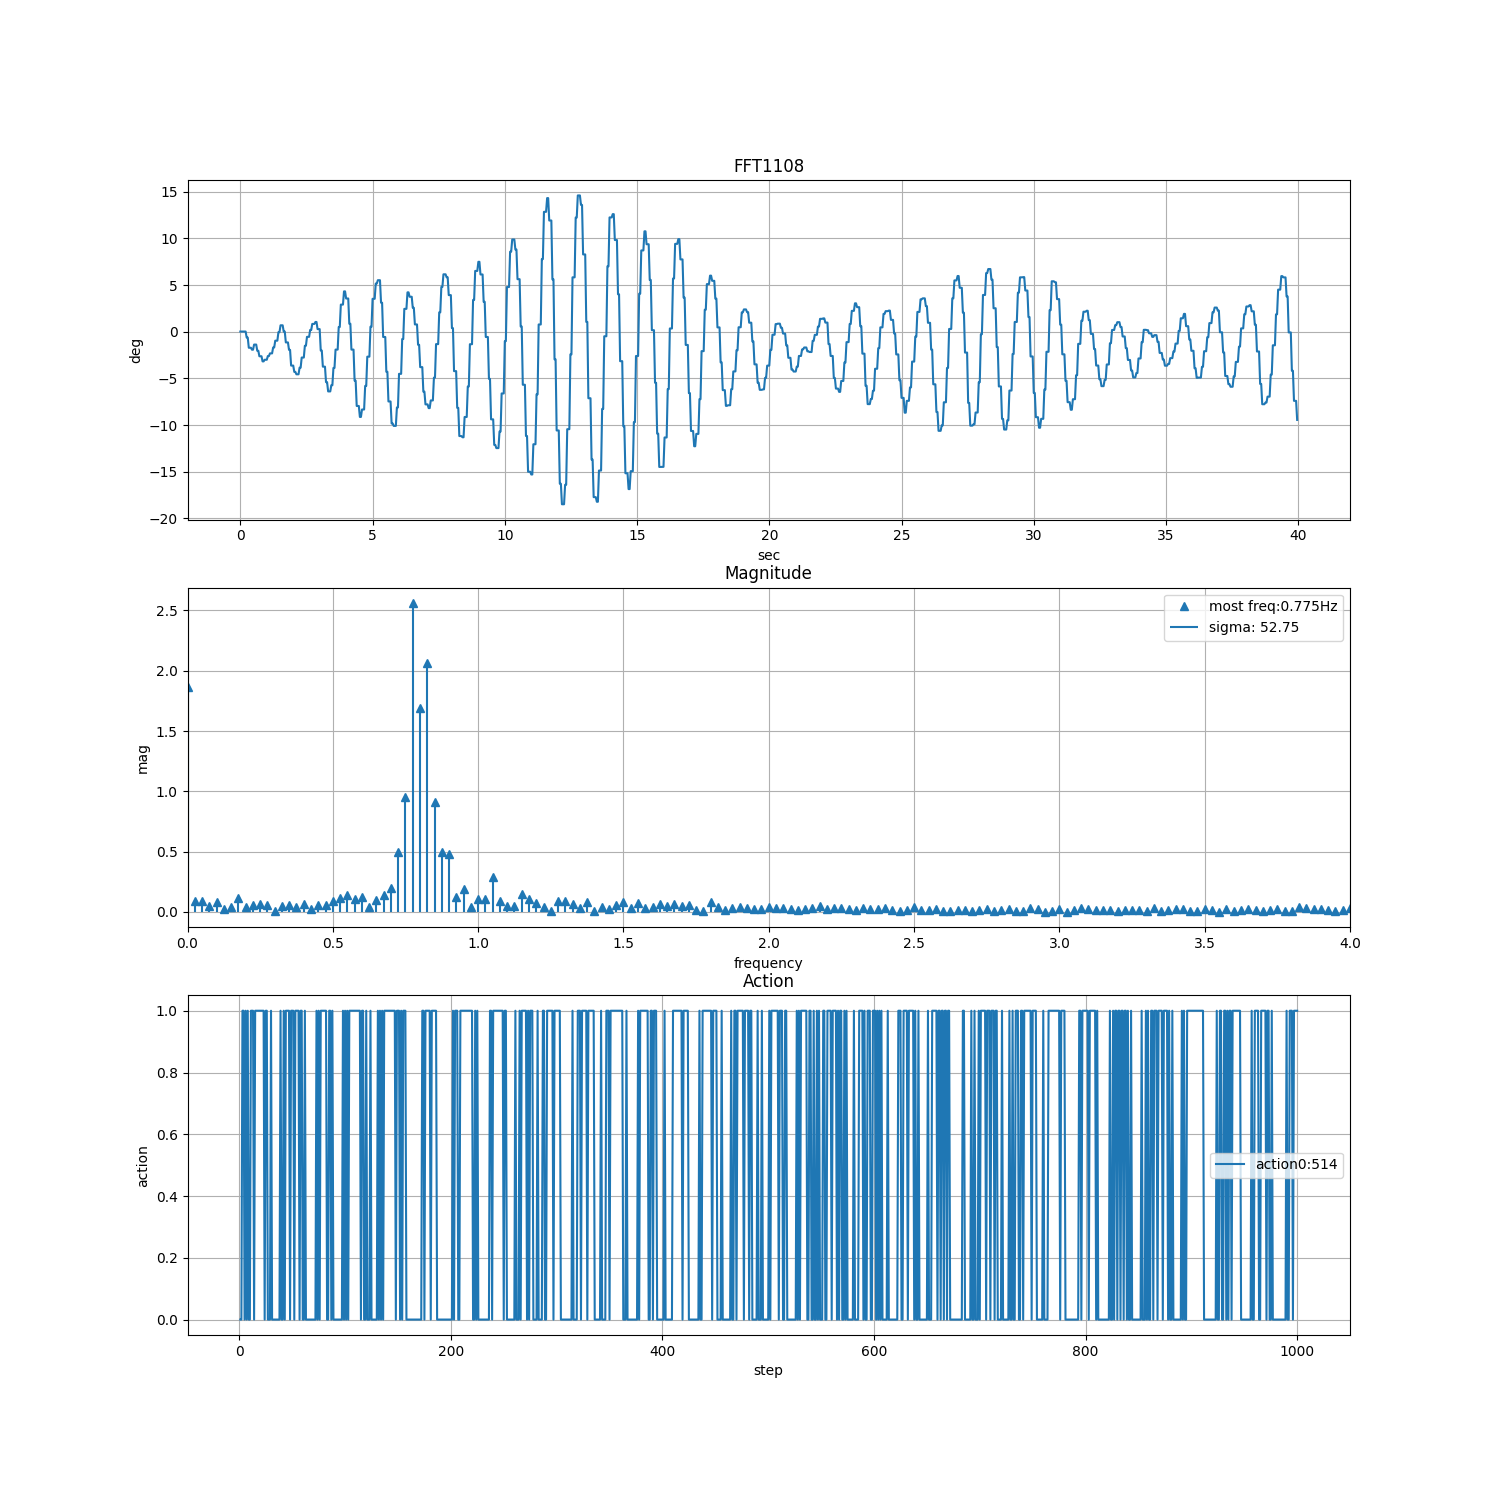 FFT1108
15
10
5
0
−5
−10
−15
−20
deg
0 5 10 15 20 25 30 35 40
sec
Magnitude
2.5
2.0
1.5
1.0
0.5
0.0
mag
most freq:0.775Hz
sigma: 52.75
0.0 0.5 1.0 1.5 2.0 2.5 3.0 3.5 4.0
frequency
Action
1.0
0.8
0.6
0.4
0.2
0.0
action
action0:514
0 200 400 600 800 1000
step